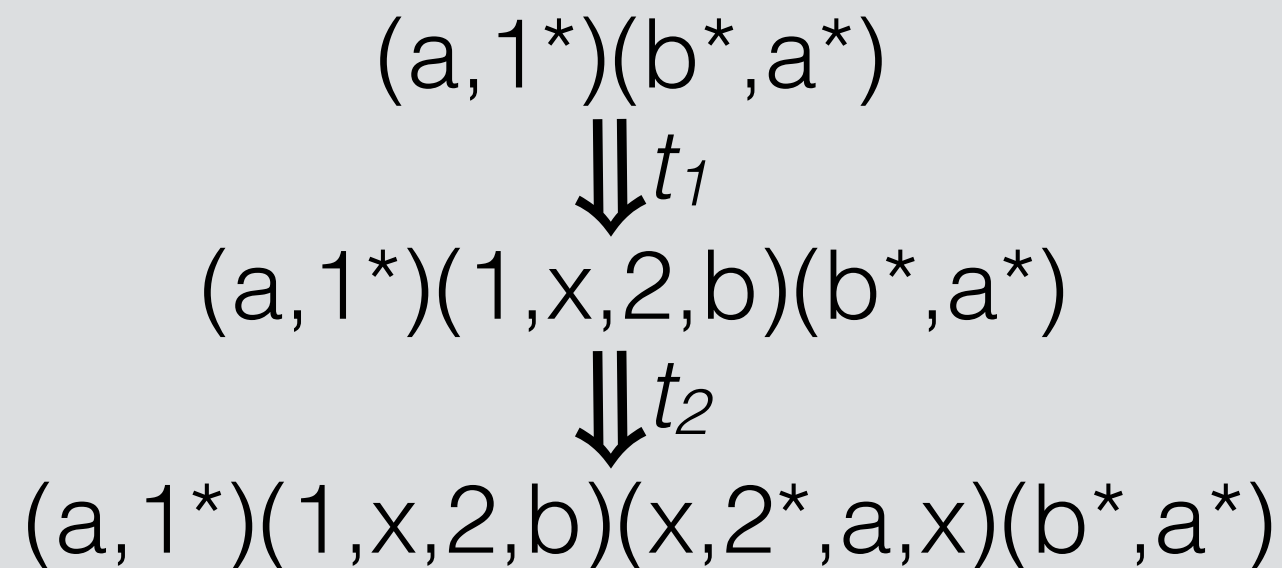 (a,1*)(b*,a*)
⇓t1
(a,1*)(1,x,2,b)(b*,a*)
⇓t2
(a,1*)(1,x,2,b)(x,2*,a,x)(b*,a*)